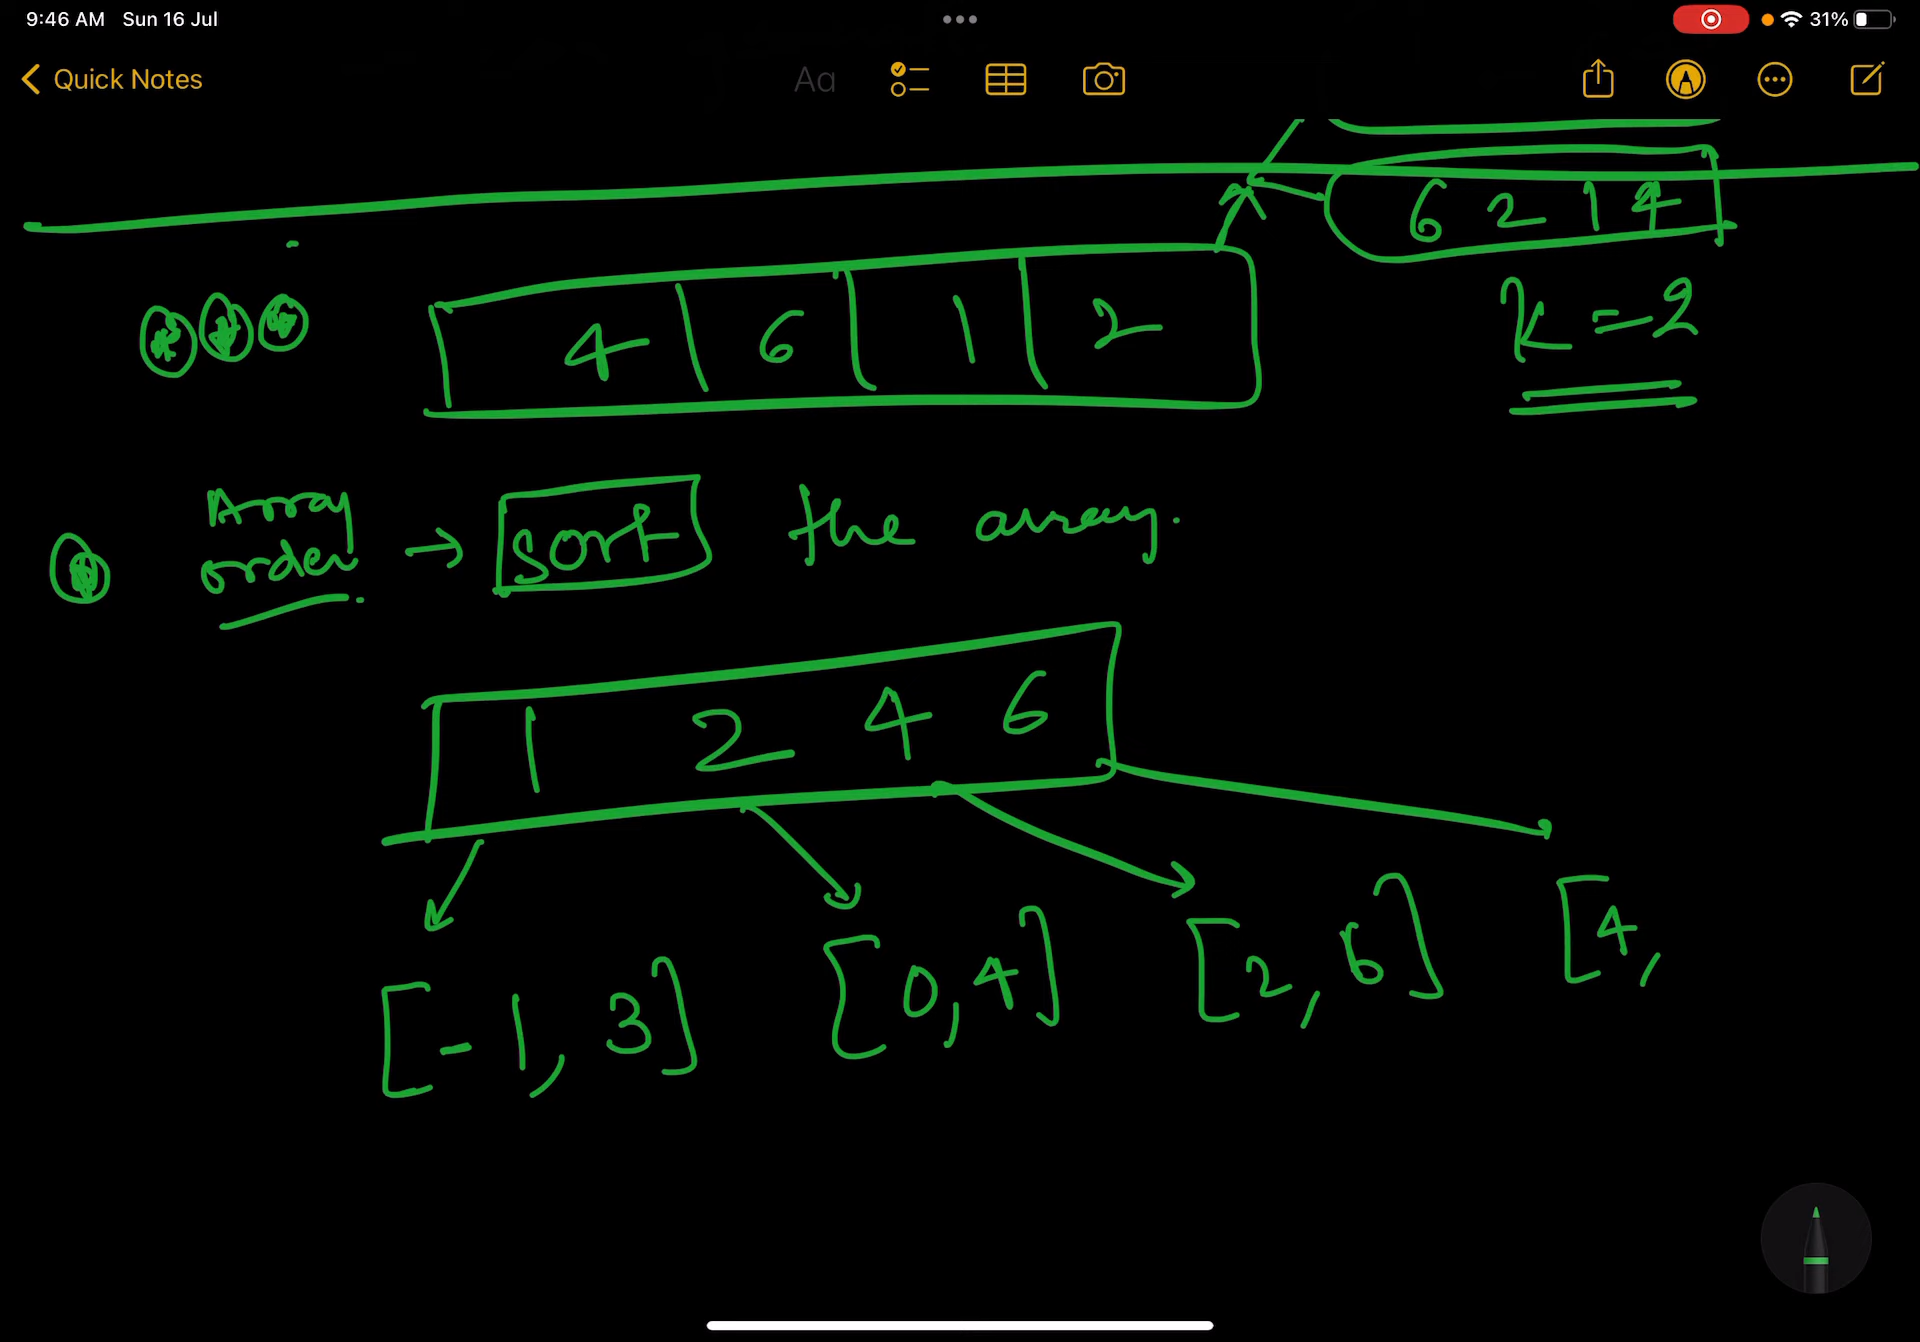 9:46 AM Sun 16 Jul
31%
Quick Notes
Aa
6 2 1 4
4 6 1 2
K=2
Array
order. → sort the array.
1 2 4 6
[-1, 3] [0,4] [2,6] [4,